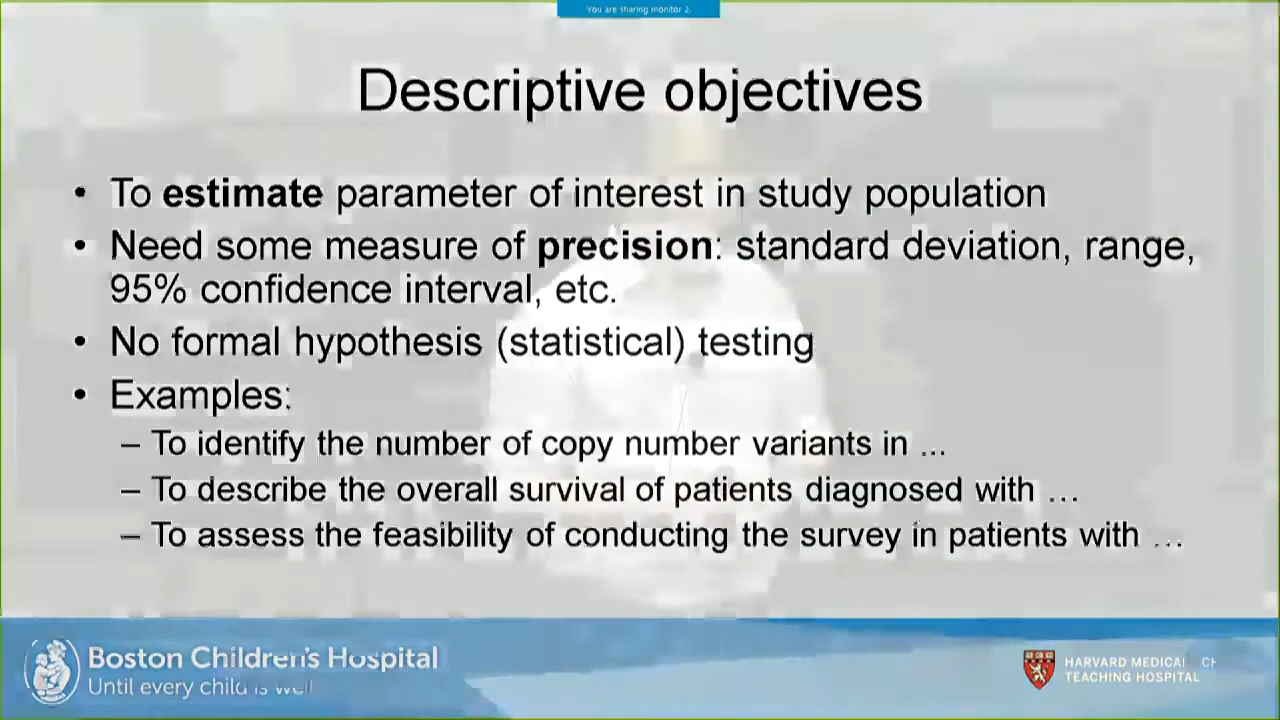 You are sharing monitor 2.
Descriptive objectives
• To estimate parameter of interest in study population
• Need some measure of precision: standard deviation, range,
95% confidence interval, etc.
• No formal hypothesis (statistical) testing
• Examples:
– To identify the number of copy number variants in ...
– To describe the overall survival of patients diagnosed with …
– To assess the feasibility of conducting the survey in patients with …
Boston Children's Hospital
Until every child is well
HARVARD MEDICAL
TEACHING HOSPITAL